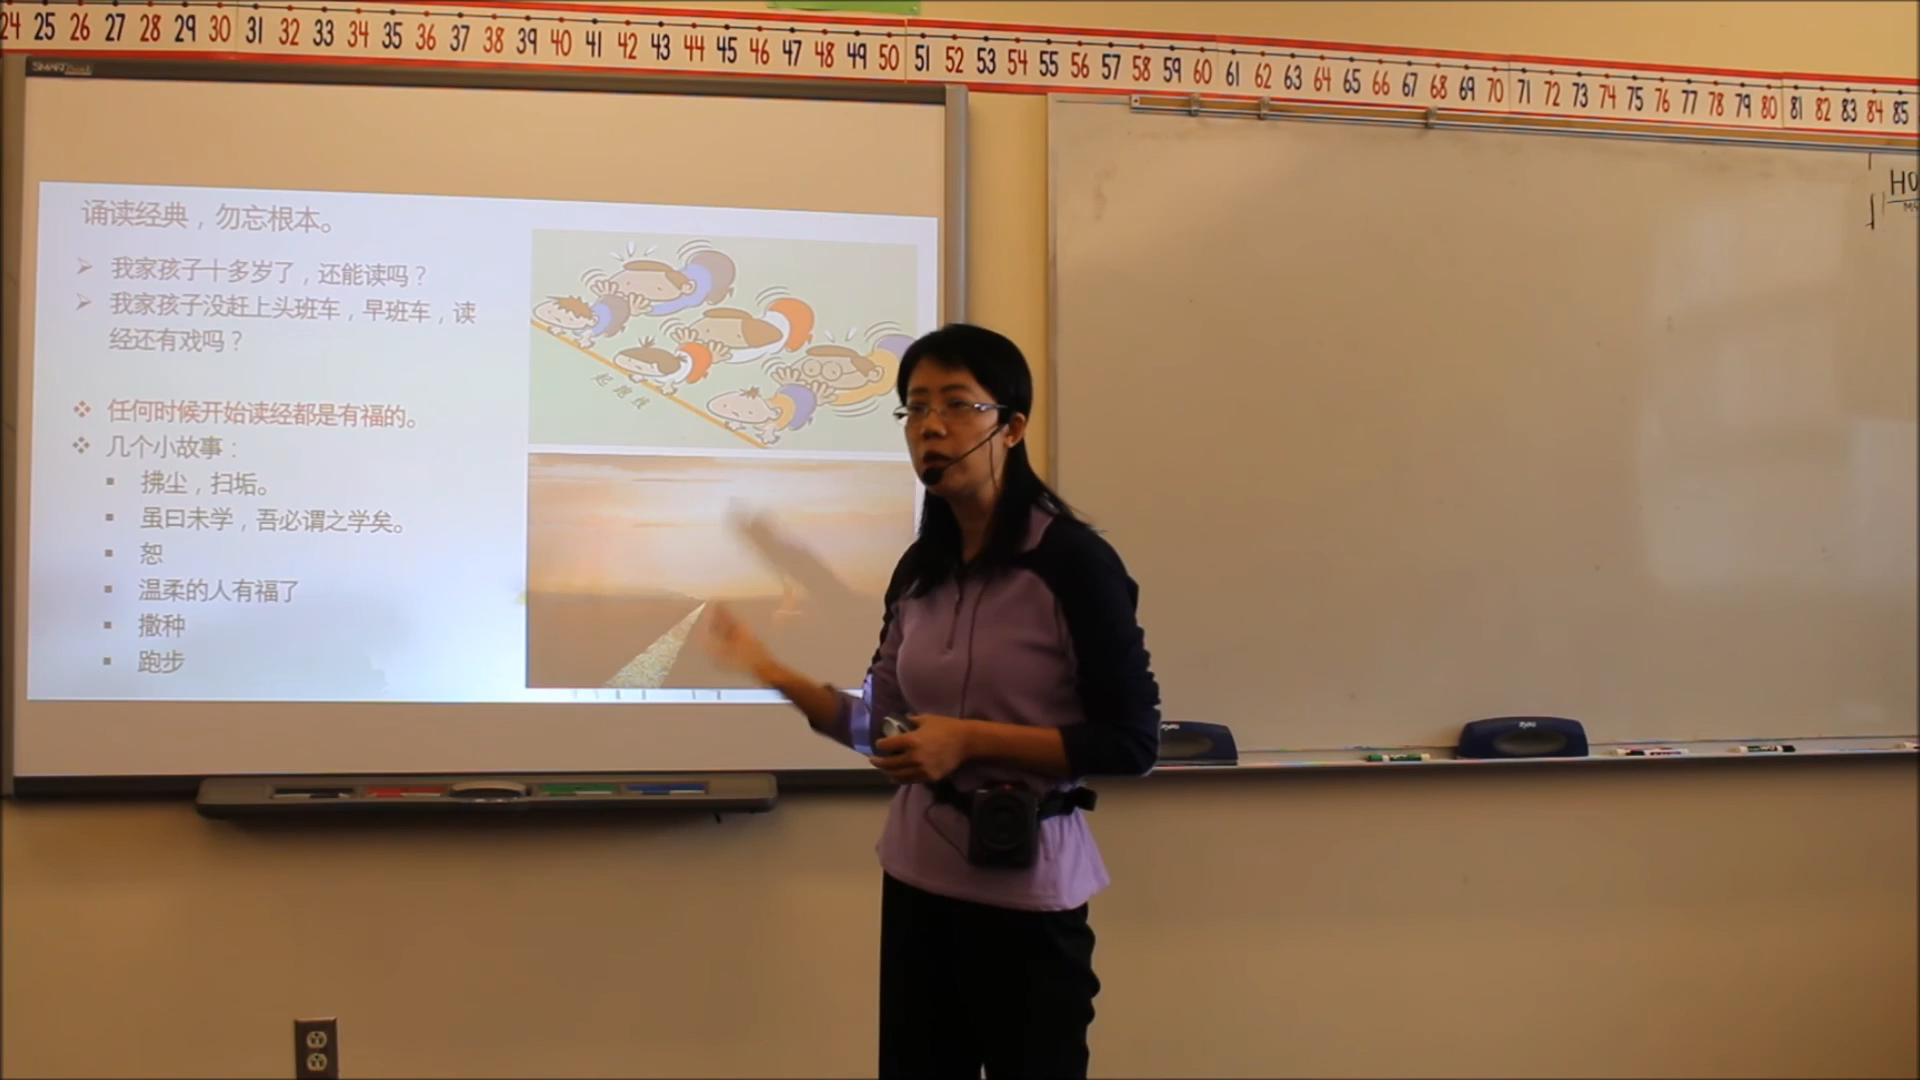 24 25 26 27 28 29 30 31 32 33 34 35 36 37 38 39 40 41 42 43 44 45 46 47 48 49 50 51 52 53 54 55 56 57 58 59 60 61 62 63 64 65 66 67 68 69 70 71 72 73 74 75 76 77 78 79 80 81 82 83 84 85
SMART
诵读经典，勿忘根本。
我家孩子十多岁了，还能读吗？
我家孩子没赶上头班车，早班车，读
经还有戏吗？
任何时候开始读经都是有福的。
几个小故事：
拂尘，扫垢。
虽曰未学，吾必谓之学矣。
恕
温柔的人有福了
撒种
跑步
起跑线
HO
EXPO